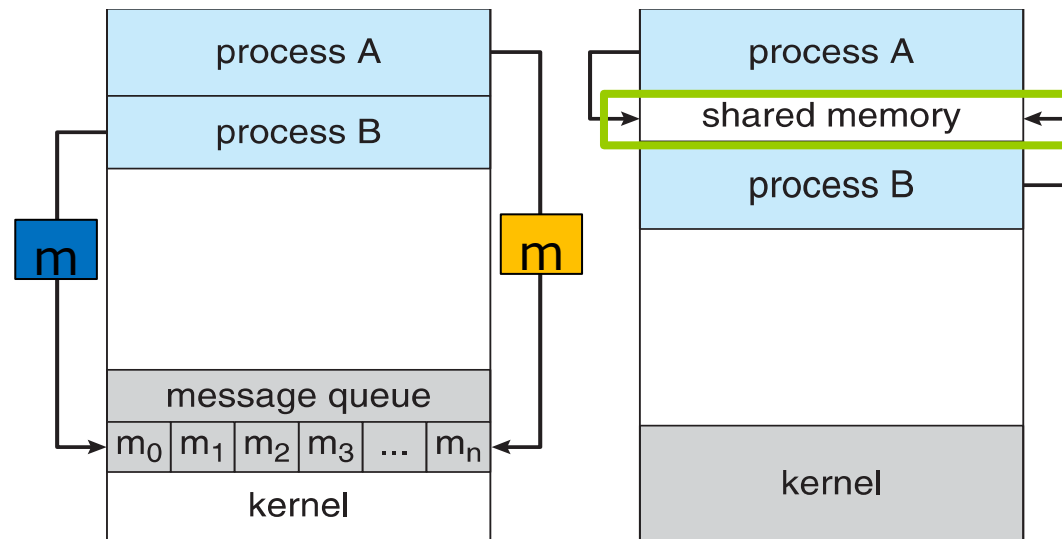 process A
process B
m
m
message queue
m₀ m₁ m₂ m₃ ... mₙ
kernel
process A
shared memory
process B
kernel